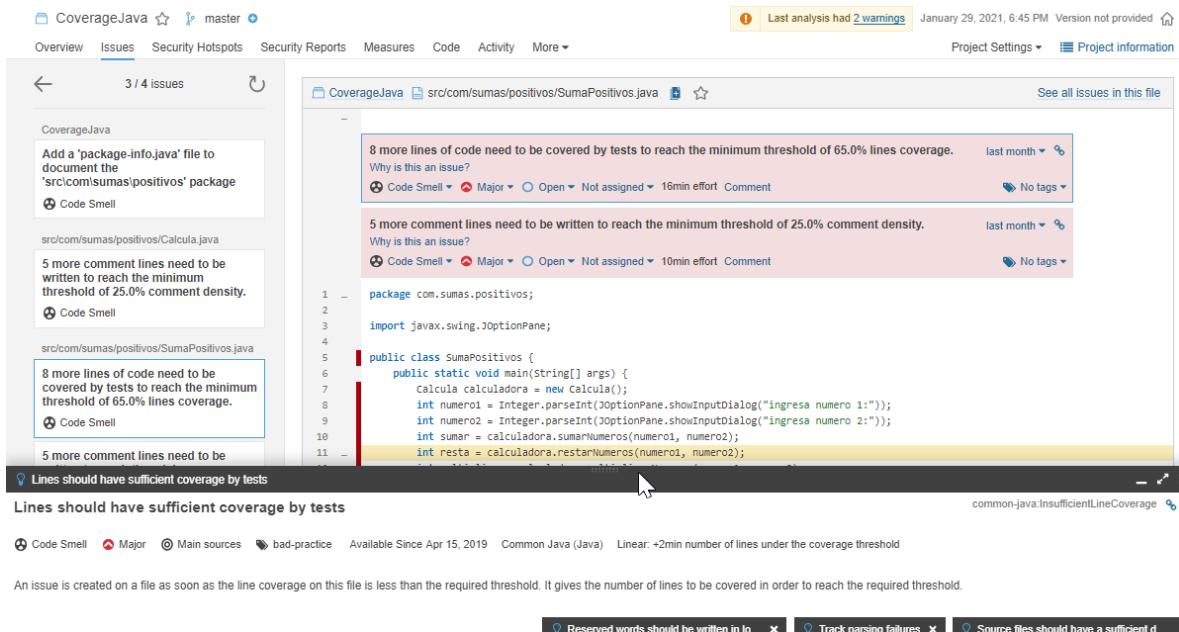 CoverageJava master
Last analysis had 2 warnings January 29, 2021, 6:45 PM Version not provided
Overview Issues Security Hotspots Security Reports Measures Code Activity More
Project Settings Project information
3 / 4 issues
CoverageJava
Add a 'package-info.java' file to
document the
'src\com\sumas\positivos' package
Code Smell
src/com/sumas/positivos/Calcula.java
5 more comment lines need to be
written to reach the minimum
threshold of 25.0% comment density.
Code Smell
src/com/sumas/positivos/SumaPositivos.java
8 more lines of code need to be
covered by tests to reach the minimum
threshold of 65.0% lines coverage.
Code Smell
5 more comment lines need to be
CoverageJava src/com/sumas/positivos/SumaPositivos.java
See all issues in this file
8 more lines of code need to be covered by tests to reach the minimum threshold of 65.0% lines coverage. last month
Why is this an issue?
Code Smell Major Open Not assigned 16min effort Comment No tags
5 more comment lines need to be written to reach the minimum threshold of 25.0% comment density. last month
Why is this an issue?
Code Smell Major Open Not assigned 10min effort Comment No tags
1 package com.sumas.positivos;
2
3 import javax.swing.JOptionPane;
4
5 public class SumaPositivos {
6 public static void main(String[] args) {
7 Calcula calculadora = new Calcula();
8 int numero1 = Integer.parseInt(JOptionPane.showInputDialog("ingresa numero 1:"));
9 int numero2 = Integer.parseInt(JOptionPane.showInputDialog("ingresa numero 2:"));
10 int sumar = calculadora.sumarNumeros(numero1, numero2);
11 int resta = calculadora.restarNumeros(numero1, numero2);
Lines should have sufficient coverage by tests
Lines should have sufficient coverage by tests
common-java:InsufficientLineCoverage
Code Smell Major Main sources bad-practice Available Since Apr 15, 2019 Common Java (Java) Linear: +2min number of lines under the coverage threshold
An issue is created on a file as soon as the line coverage on this file is less than the required threshold. It gives the number of lines to be covered in order to reach the required threshold.
Reserved words should be written in lo Track parsing failures Source files should have a sufficient d